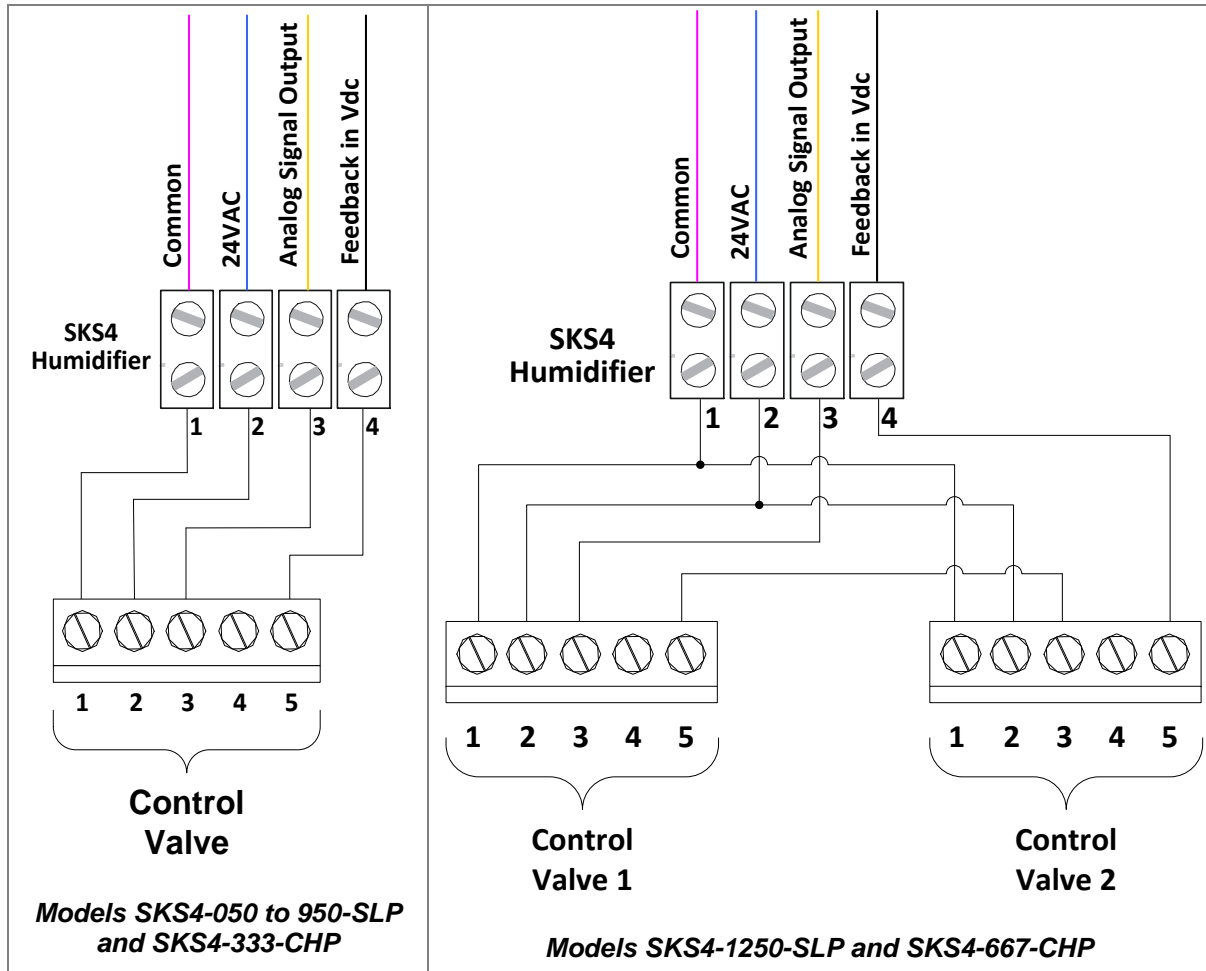 Common
24VAC
Analog Signal Output
Feedback in Vdc
SKS4
Humidifier
1 2 3 4
1 2 3 4 5
Control
Valve
Models SKS4-050 to 950-SLP
and SKS4-333-CHP
Common
24VAC
Analog Signal Output
Feedback in Vdc
SKS4
Humidifier
1 2 3 4
1 2 3 4 5
Control
Valve 1
1 2 3 4 5
Control
Valve 2
Models SKS4-1250-SLP and SKS4-667-CHP